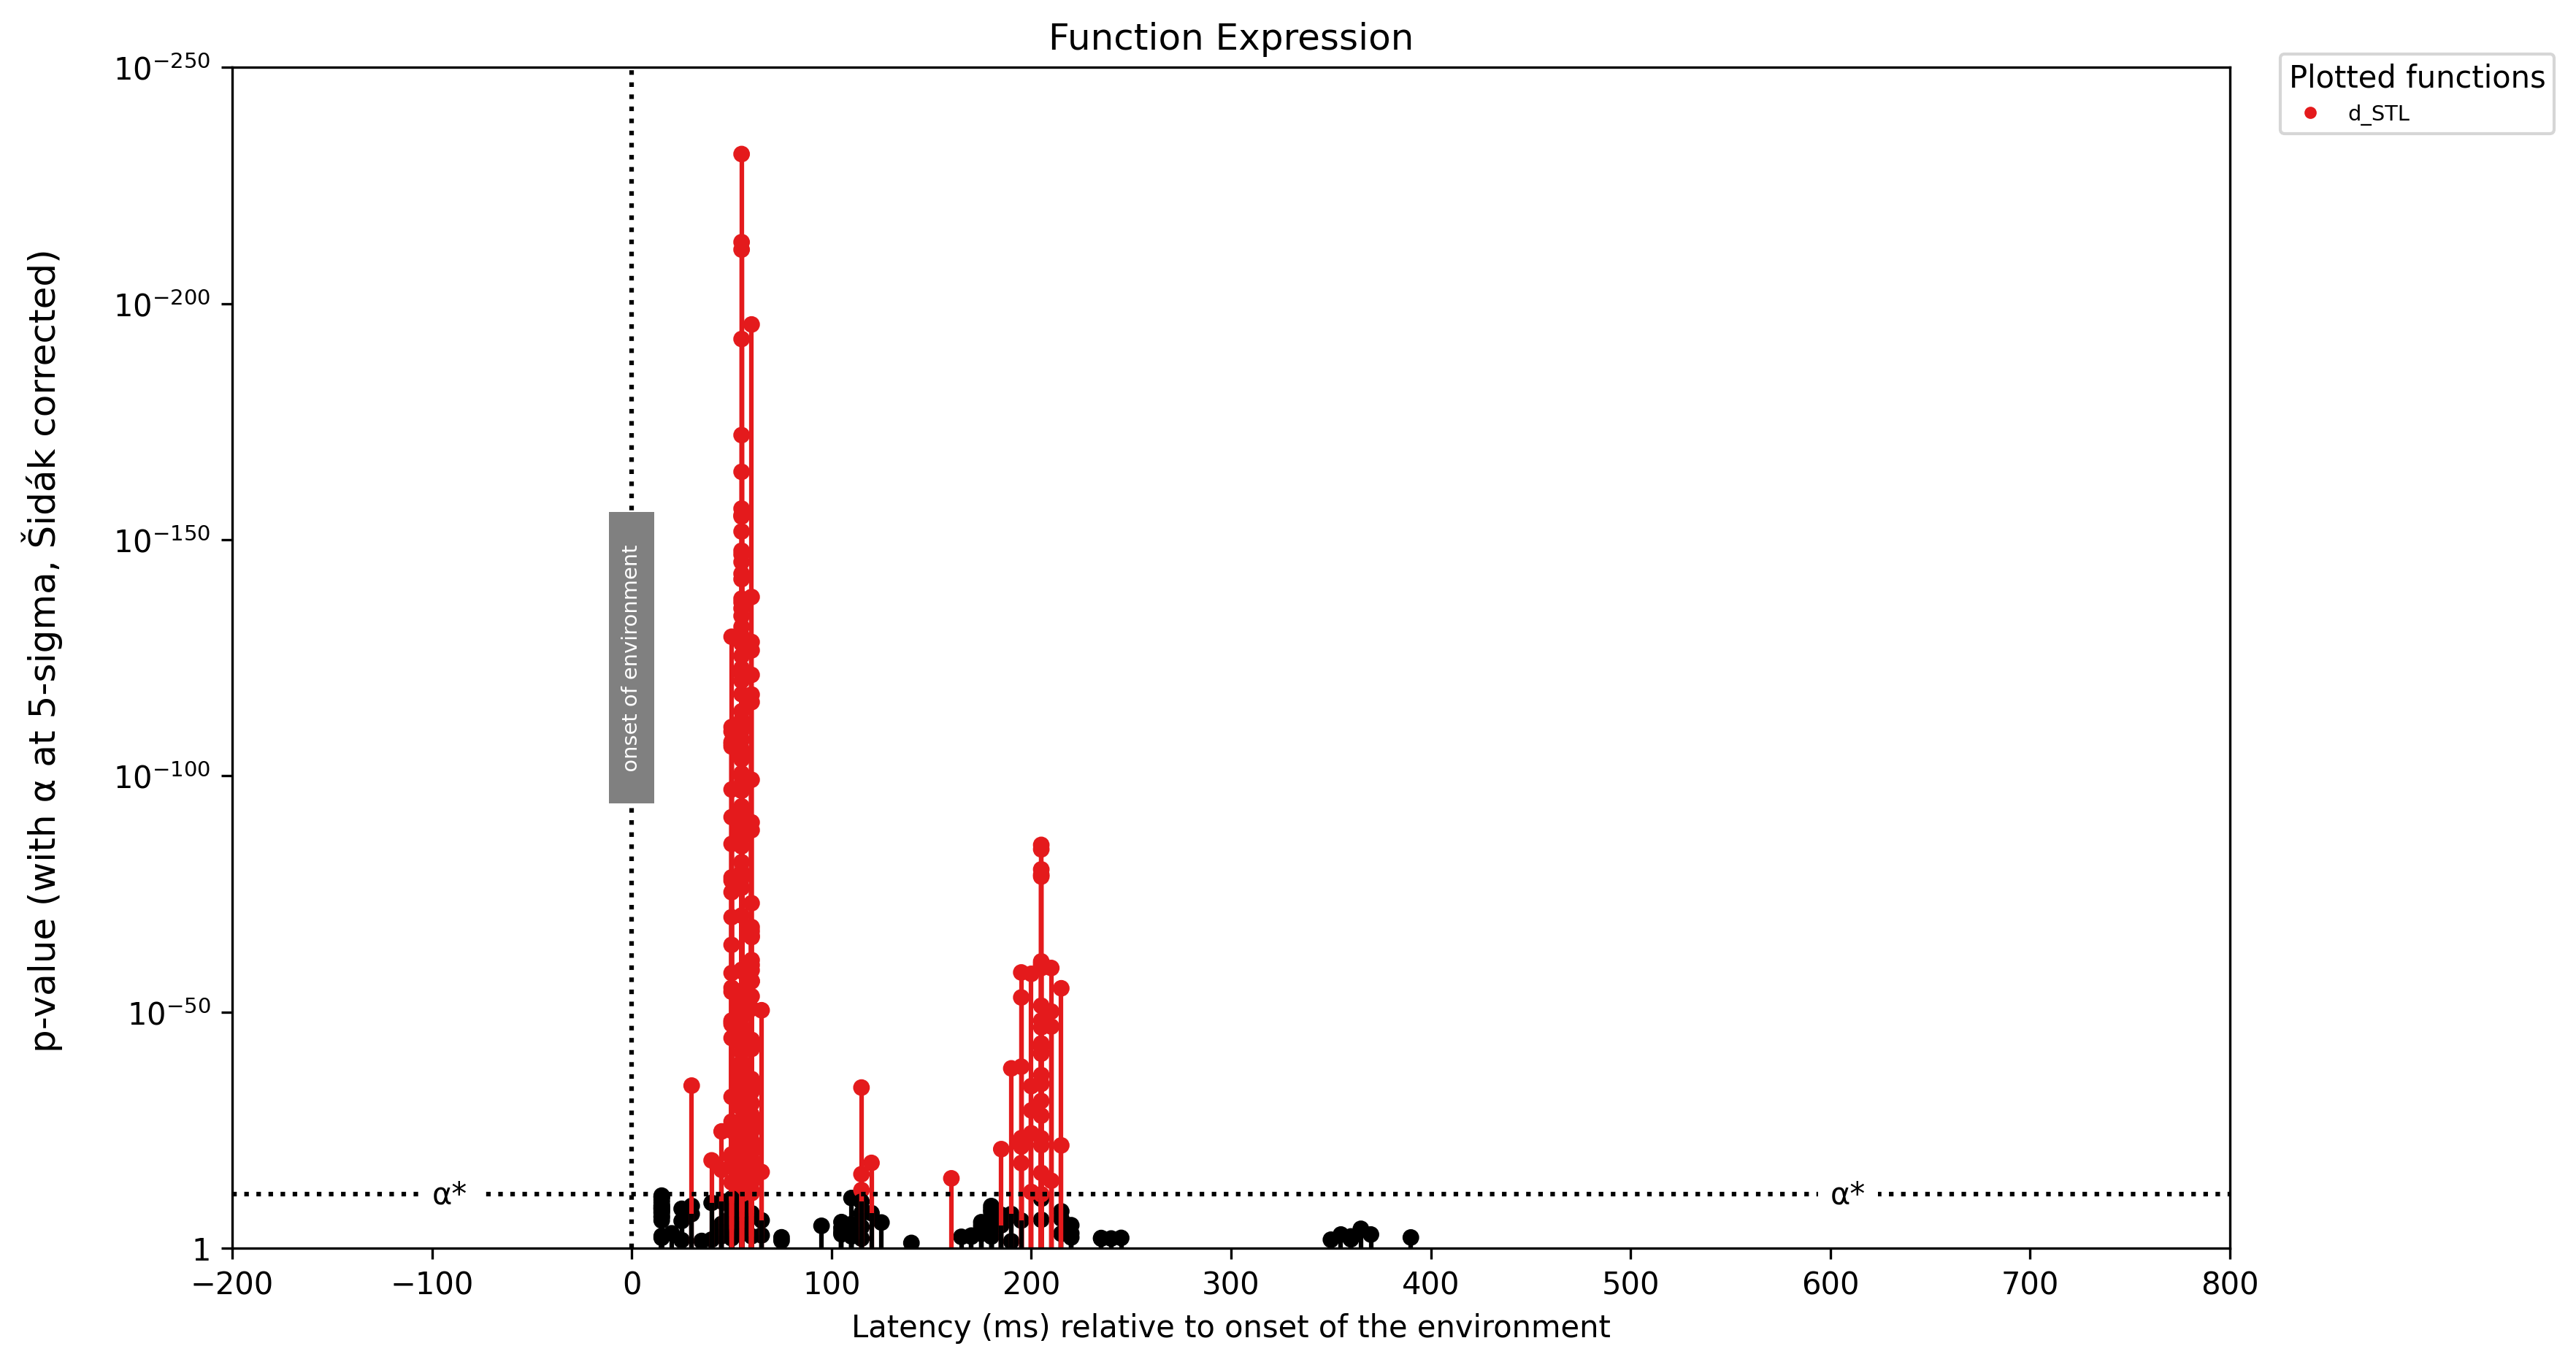 Function Expression
Plotted functions
d_STL
p-value (with α at 5-sigma, Šidák corrected)
10⁻²⁵⁰
10⁻²⁰⁰
10⁻¹⁵⁰
10⁻¹⁰⁰
10⁻⁵⁰
1
onset of environment
α* α*
−200 −100 0 100 200 300 400 500 600 700 800
Latency (ms) relative to onset of the environment